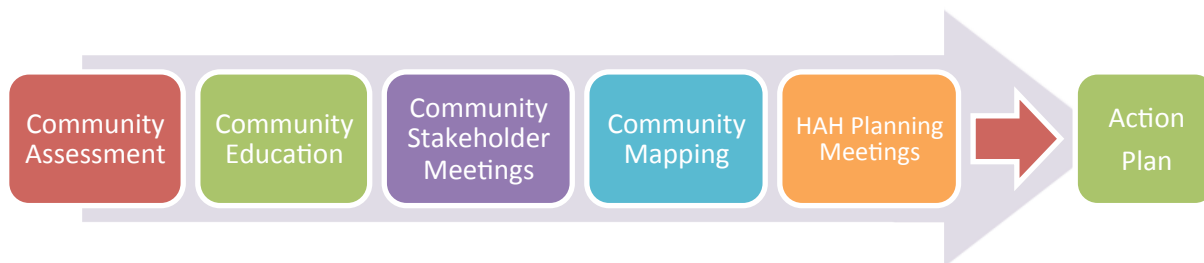 Community
Assessment
Community
Education
Community
Stakeholder
Meetings
Community
Mapping
HAH Planning
Meetings
Action
Plan